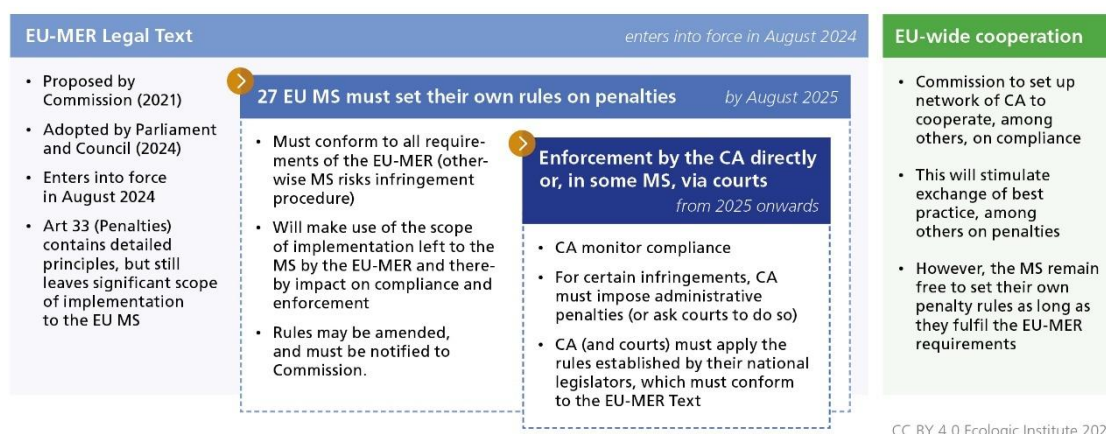 EU-MER Legal Text
enters into force in August 2024
• Proposed by
Commission (2021)
• Adopted by Parliament
and Council (2024)
• Enters into force
in August 2024
• Art 33 (Penalties)
contains detailed
principles, but still
leaves significant scope
of implementation
to the EU MS
27 EU MS must set their own rules on penalties
by August 2025
• Must conform to all require-
ments of the EU-MER (other-
wise MS risks infringement
procedure)
• Will make use of the scope
of implementation left to the
MS by the EU-MER and there-
by impact on compliance and
enforcement
• Rules may be amended,
and must be notified to
Commission.
Enforcement by the CA directly
or, in some MS, via courts
from 2025 onwards
• CA monitor compliance
• For certain infringements, CA
must impose administrative
penalties (or ask courts to do so)
• CA (and courts) must apply the
rules established by their national
legislators, which must conform
to the EU-MER Text
EU-wide cooperation
• Commission to set up
network of CA to
cooperate, among
others, on compliance
• This will stimulate
exchange of best
practice, among
others on penalties
• However, the MS remain
free to set their own
penalty rules as long as
they fulfil the EU-MER
requirements
CC BY 4.0 Ecologic Institute